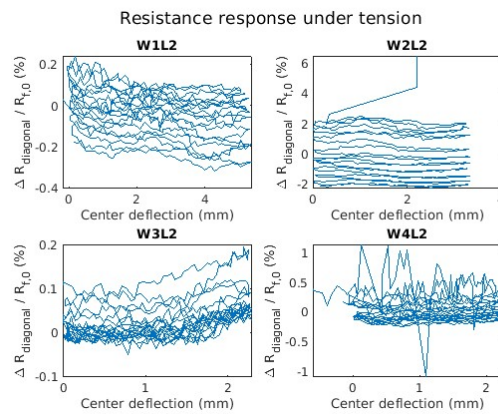 Resistance response under tension
W1L2
0.2
0
-0.2
-0.4
Δ R_diagonal / R_f,0 (%)
0 2 4
Center deflection (mm)
W2L2
6
4
2
0
-2
Δ R_diagonal / R_f,0 (%)
0 2
Center deflection (mm)
W3L2
0.2
0.1
0
-0.1
Δ R_diagonal / R_f,0 (%)
0 1 2
Center deflection (mm)
W4L2
1
0.5
0
-0.5
-1
Δ R_diagonal / R_f,0 (%)
0 1 2
Center deflection (mm)